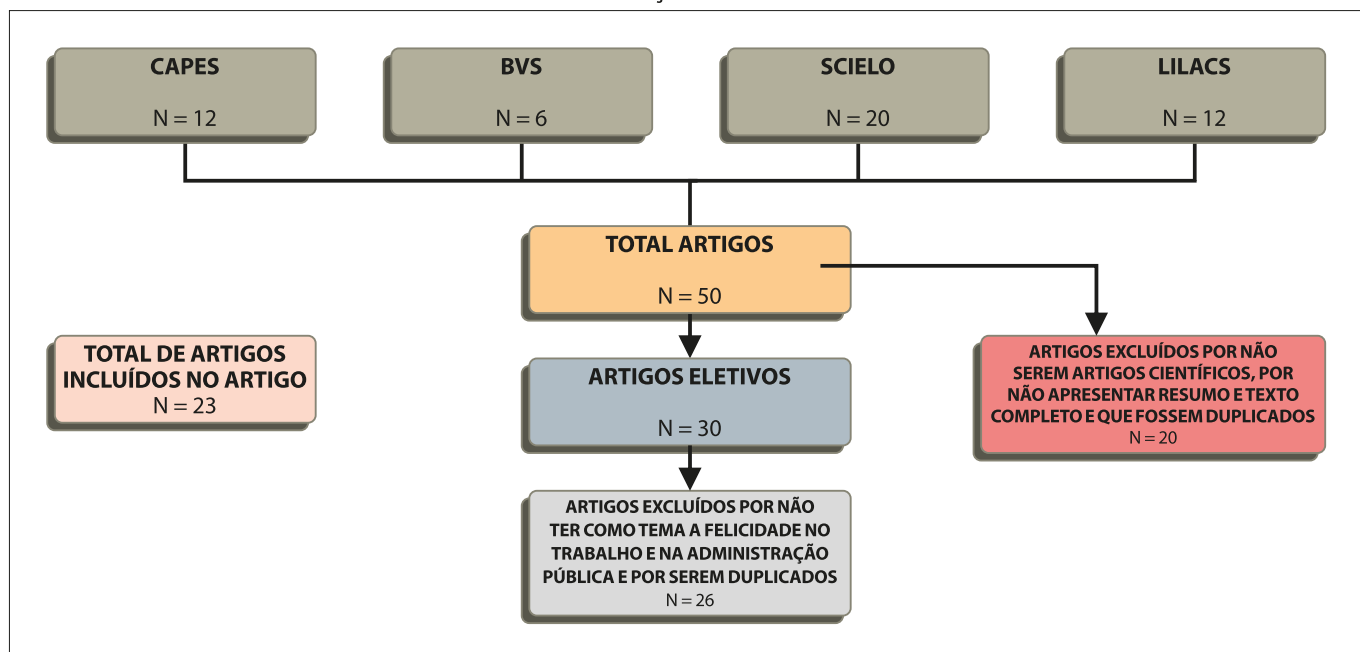 CAPES
N = 12
BVS
N = 6
SCIELO
N = 20
LILACS
N = 12
TOTAL ARTIGOS
N = 50
TOTAL DE ARTIGOS
INCLUÍDOS NO ARTIGO
N = 23
ARTIGOS ELETIVOS
N = 30
ARTIGOS EXCLUÍDOS POR NÃO
SEREM ARTIGOS CIENTÍFICOS, POR
NÃO APRESENTAR RESUMO E TEXTO
COMPLETO E QUE FOSSEM DUPLICADOS
N = 20
ARTIGOS EXCLUÍDOS POR NÃO
TER COMO TEMA A FELICIDADE NO
TRABALHO E NA ADMINISTRAÇÃO
PÚBLICA E POR SEREM DUPLICADOS
N = 26